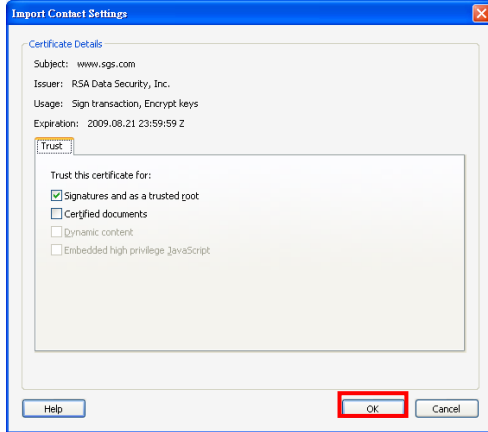 Import Contact Settings
Certificate Details
Subject: www.sgs.com
Issuer: RSA Data Security, Inc.
Usage: Sign transaction, Encrypt keys
Expiration: 2009.08.21 23:59:59 Z
Trust
Trust this certificate for:
Signatures and as a trusted root
Certified documents
Dynamic content
Embedded high privilege JavaScript
Help OK Cancel